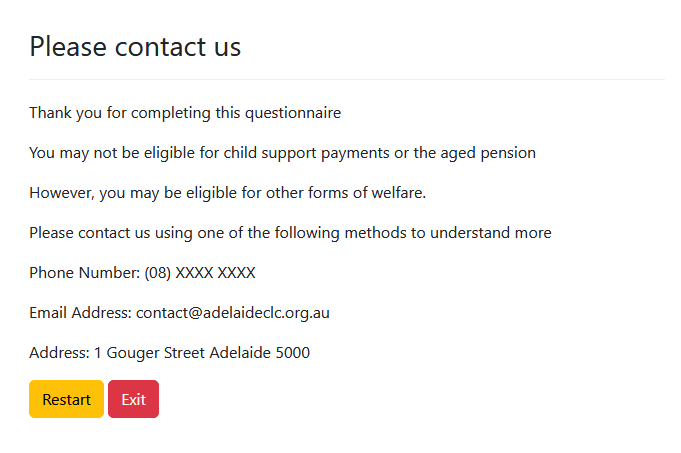 Please contact us
Thank you for completing this questionnaire
You may not be eligible for child support payments or the aged pension
However, you may be eligible for other forms of welfare.
Please contact us using one of the following methods to understand more
Phone Number: (08) XXXX XXXX
Email Address: contact@adelaideclc.org.au
Address: 1 Gouger Street Adelaide 5000
Restart Exit